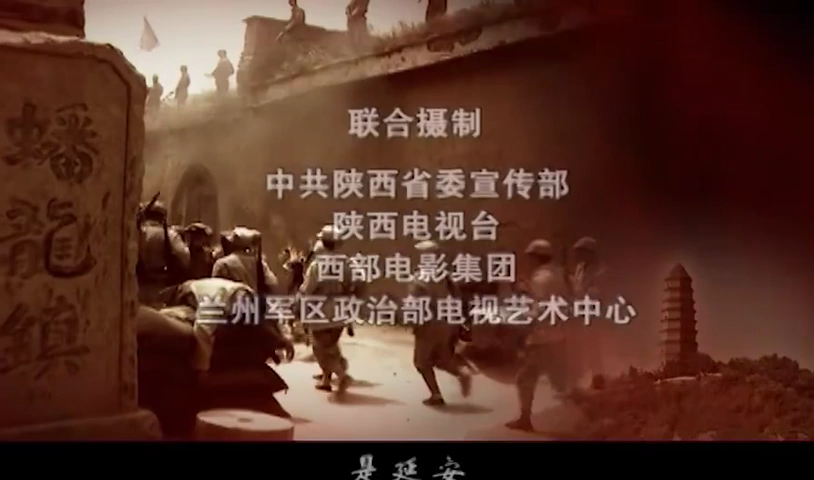 蟠龍鎮
联合摄制
中共陕西省委宣传部
陕西电视台
西部电影集团
兰州军区政治部电视艺术中心
是延安